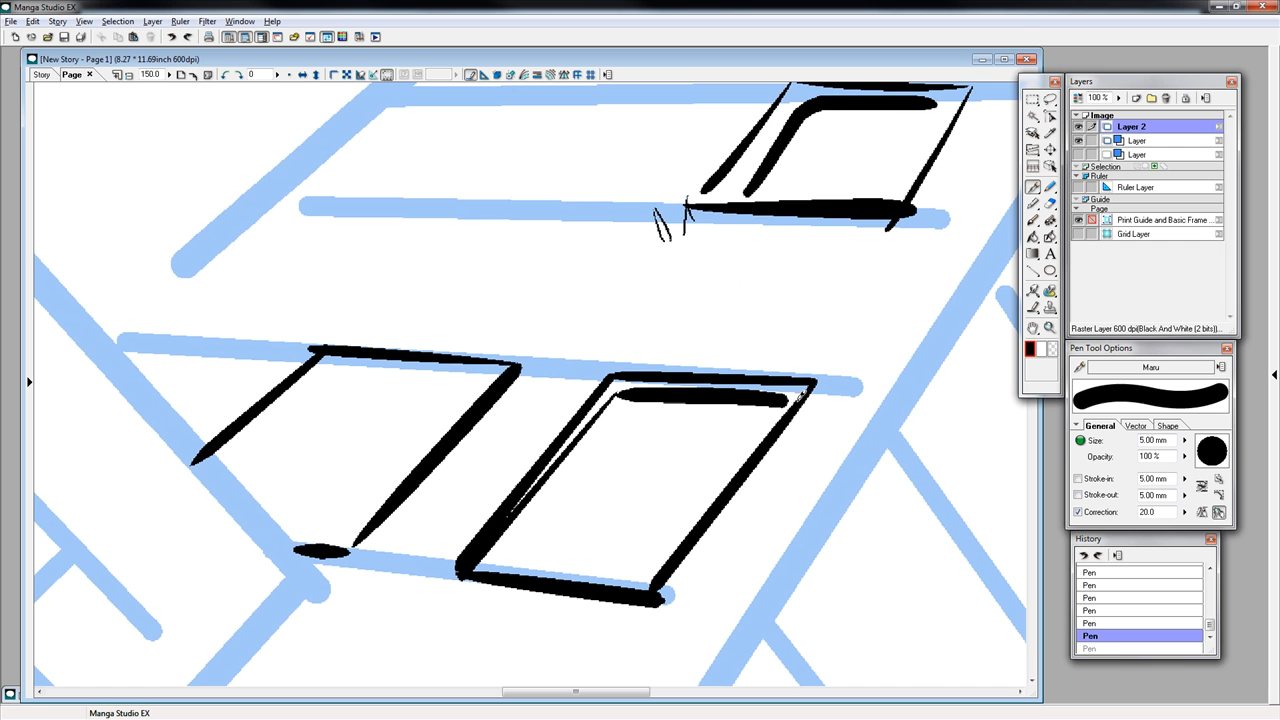 Manga Studio EX
File Edit Story View Selection Layer Ruler Filter Window Help
[New Story - Page 1] (8.27 * 11.69inch 600dpi)
Story Page 150.0 0
Layers
100 %
Image
Layer 2
Layer
Layer
Selection
Ruler
Ruler Layer
Guide
Page
Print Guide and Basic Frame ...
Grid Layer
Raster Layer 600 dpi(Black And White (2 bits))...
Pen Tool Options
Maru
General Vector Shape
Size: 5.00 mm
Opacity: 100 %
Stroke-in: 5.00 mm
Stroke-out: 5.00 mm
Correction: 20.0
History
Pen
Pen
Pen
Pen
Pen
Pen
Pen
Manga Studio EX